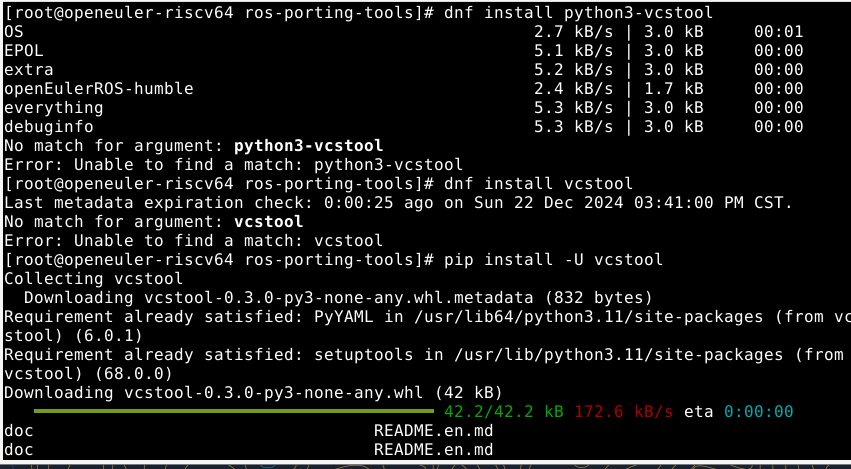 [root@openeuler-riscv64 ros-porting-tools]# dnf install python3-vcstool
OS 2.7 kB/s | 3.0 kB 00:01
EPOL 5.1 kB/s | 3.0 kB 00:00
extra 5.2 kB/s | 3.0 kB 00:00
openEulerROS-humble 2.4 kB/s | 1.7 kB 00:00
everything 5.3 kB/s | 3.0 kB 00:00
debuginfo 5.3 kB/s | 3.0 kB 00:00
No match for argument: python3-vcstool
Error: Unable to find a match: python3-vcstool
[root@openeuler-riscv64 ros-porting-tools]# dnf install vcstool
Last metadata expiration check: 0:00:25 ago on Sun 22 Dec 2024 03:41:00 PM CST.
No match for argument: vcstool
Error: Unable to find a match: vcstool
[root@openeuler-riscv64 ros-porting-tools]# pip install -U vcstool
Collecting vcstool
  Downloading vcstool-0.3.0-py3-none-any.whl.metadata (832 bytes)
Requirement already satisfied: PyYAML in /usr/lib64/python3.11/site-packages (from vc
stool) (6.0.1)
Requirement already satisfied: setuptools in /usr/lib/python3.11/site-packages (from
vcstool) (68.0.0)
Downloading vcstool-0.3.0-py3-none-any.whl (42 kB)
42.2/42.2 kB 172.6 kB/s eta 0:00:00
doc README.en.md
doc README.en.md